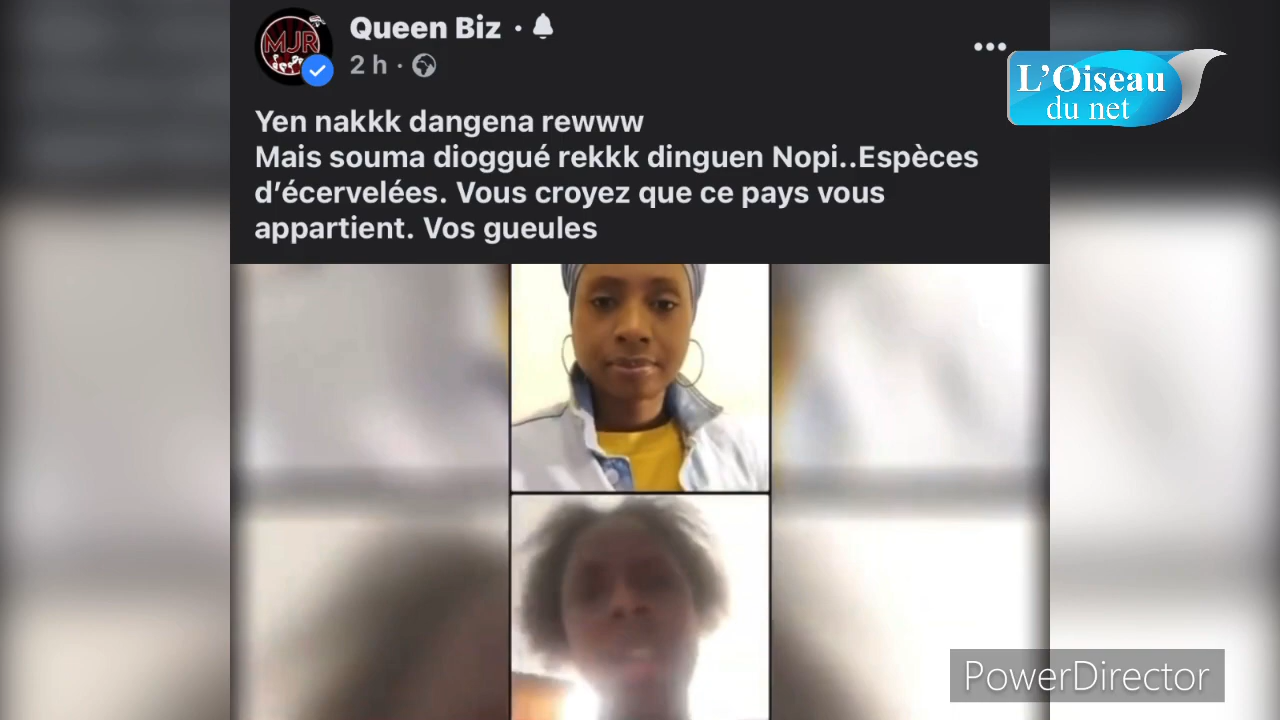 MJR
Queen Biz
2 h
L'Oiseau
du net
Yen nakkk dangena rewww
Mais souma dioggué rekkk dinguen Nopi..Espèces
d'écervelées. Vous croyez que ce pays vous
appartient. Vos gueules
PowerDirector